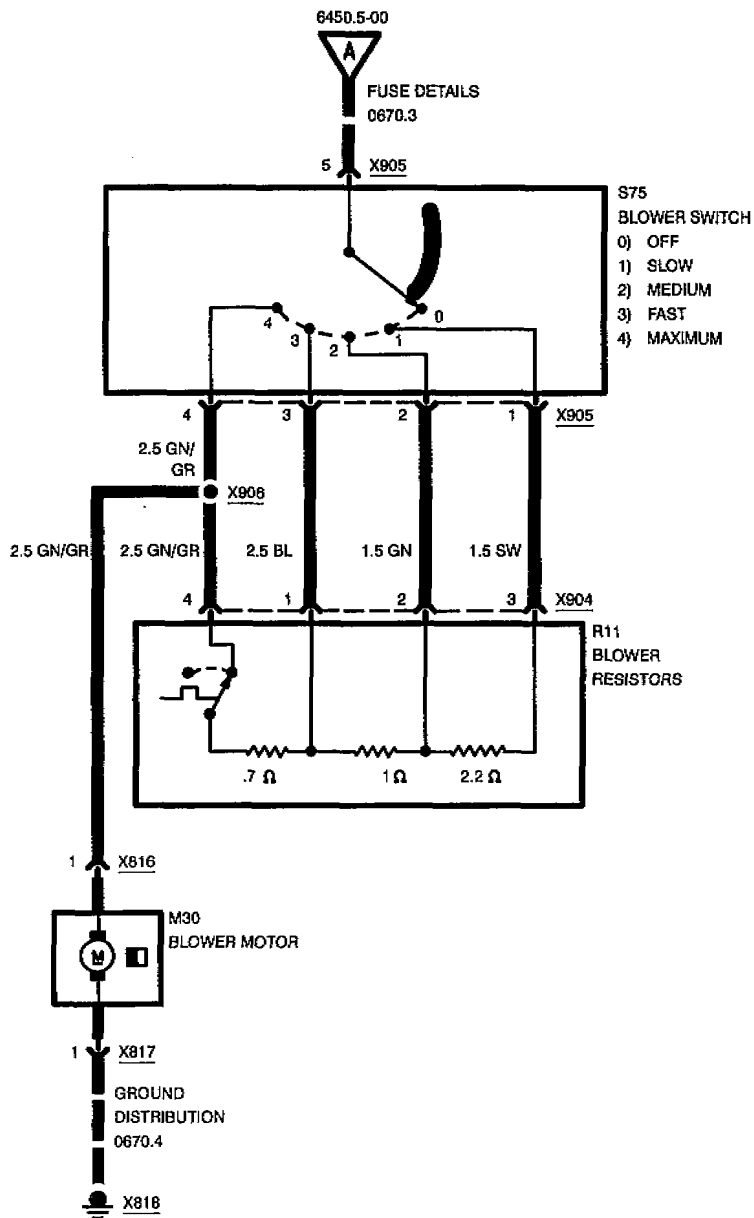 6450.5-00
A
FUSE DETAILS
0670.3
5 X905
S75
BLOWER SWITCH
0) OFF
1) SLOW
2) MEDIUM
3) FAST
4) MAXIMUM
4 3 2 1 0
4 3 2 1 X905
2.5 GN/
GR
X906
2.5 GN/GR 2.5 GN/GR 2.5 BL 1.5 GN 1.5 SW
4 1 2 3 X904
R11
BLOWER
RESISTORS
.7 Ω 1 Ω 2.2 Ω
1 X816
M30
BLOWER MOTOR
M
1 X817
GROUND
DISTRIBUTION
0670.4
X818